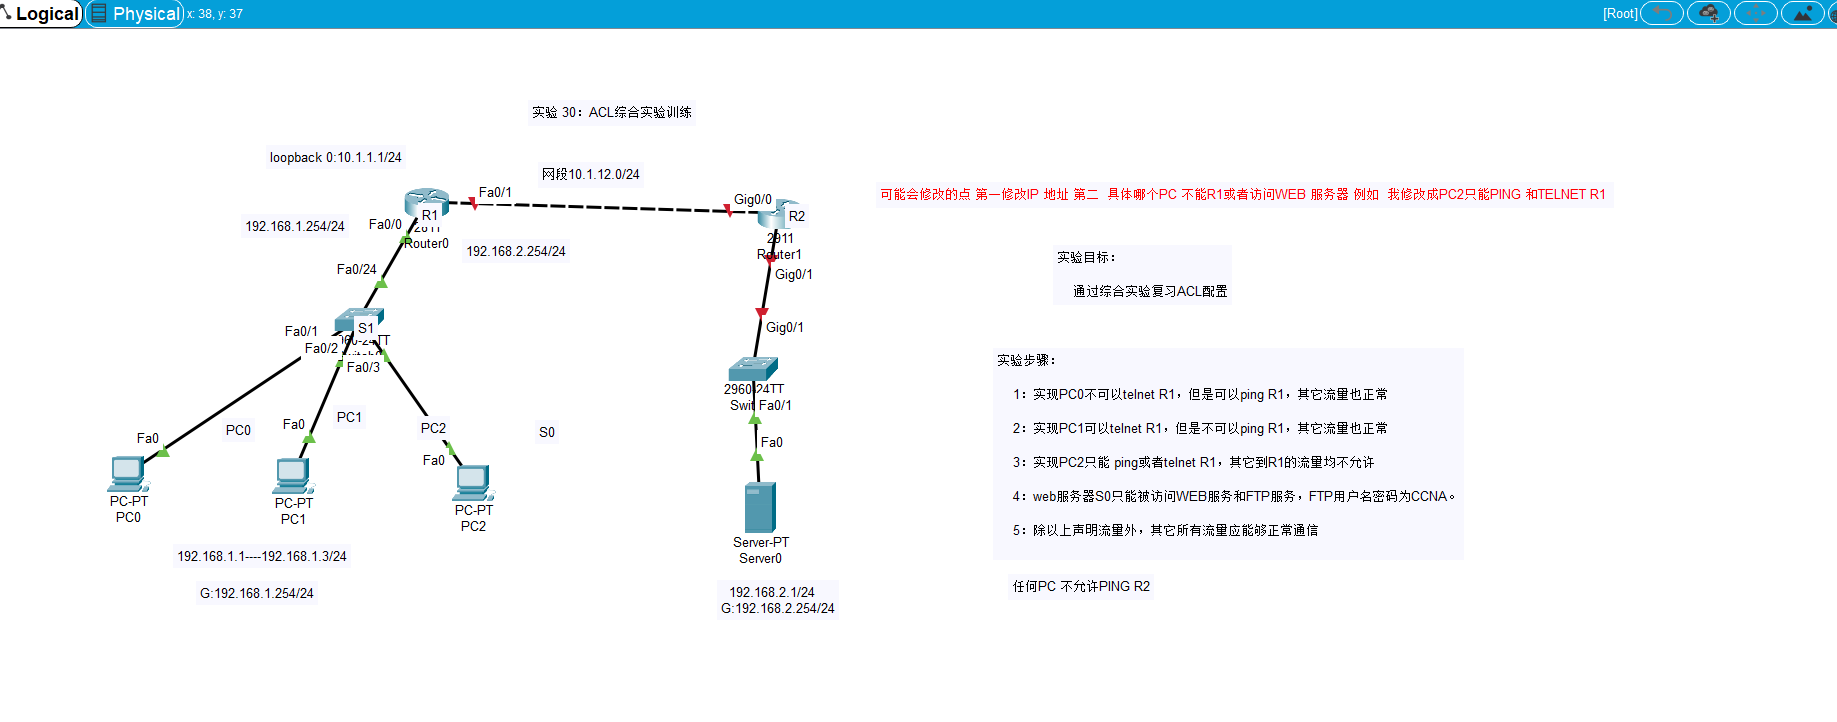 Logical
Physical
x: 38, y: 37
[Root]
实验 30：ACL综合实验训练
loopback 0:10.1.1.1/24
网段10.1.12.0/24
Fa0/1
Gig0/0
可能会修改的点 第一修改IP 地址 第二  具体哪个PC 不能R1或者访问WEB 服务器 例如  我修改成PC2只能PING 和TELNET R1
R1
R2
192.168.1.254/24
Fa0/0
Router0
2911
Router1
192.168.2.254/24
Fa0/24
Gig0/1
实验目标：
通过综合实验复习ACL配置
Fa0/1
S1
Gig0/1
Fa0/2
Fa0/3
实验步骤：
1：实现PC0不可以telnet R1，但是可以ping R1，其它流量也正常
2：实现PC1可以telnet R1，但是不可以ping R1，其它流量也正常
3：实现PC2只能 ping或者telnet R1，其它到R1的流量均不允许
4：web服务器S0只能被访问WEB服务和FTP服务，FTP用户名密码为CCNA。
5：除以上声明流量外，其它所有流量应能够正常通信
2960-24TT
Fa0/1
PC0
Fa0
PC1
PC2
S0
Fa0
Fa0
Fa0
PC-PT
PC0
PC-PT
PC1
PC-PT
PC2
Server-PT
Server0
192.168.1.1----192.168.1.3/24
G:192.168.1.254/24
192.168.2.1/24
G:192.168.2.254/24
任何PC 不允许PING R2